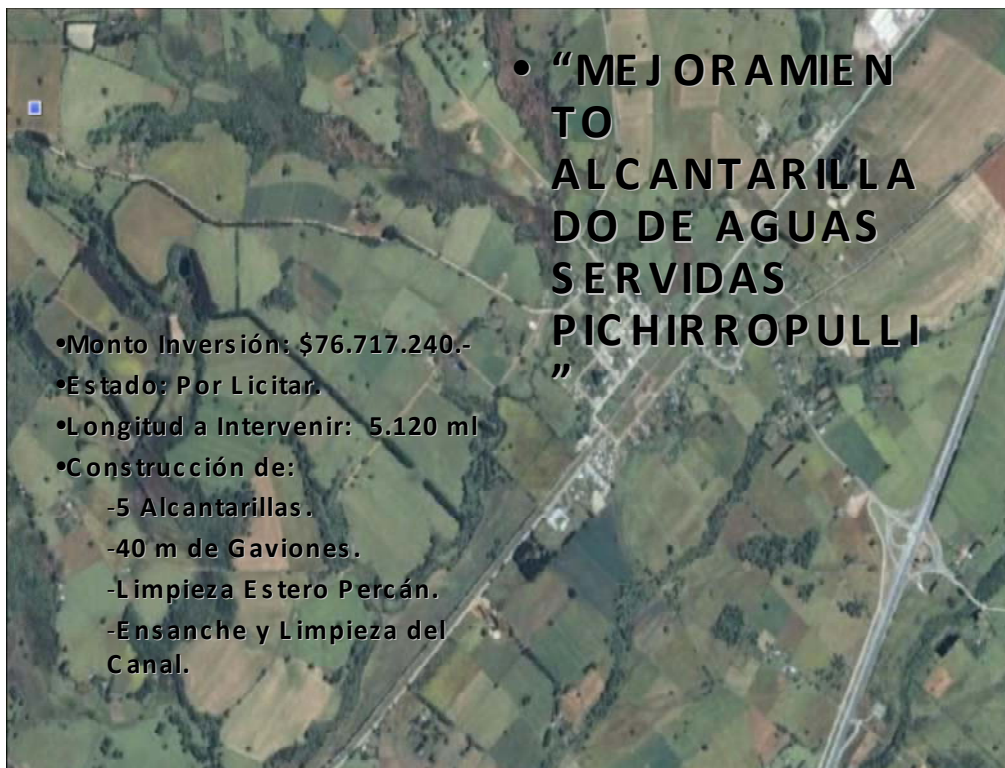 • “MEJORAMIEN
TO
ALCANTARILLA
DO DE AGUAS
SERVIDAS
PICHIRROPULLI
”
•Monto Inversión: $76.717.240.-
•Estado: Por Licitar.
•Longitud a Intervenir: 5.120 ml
•Construcción de:
-5 Alcantarillas.
-40 m de Gaviones.
-Limpieza Estero Percán.
-Ensanche y Limpieza del
Canal.